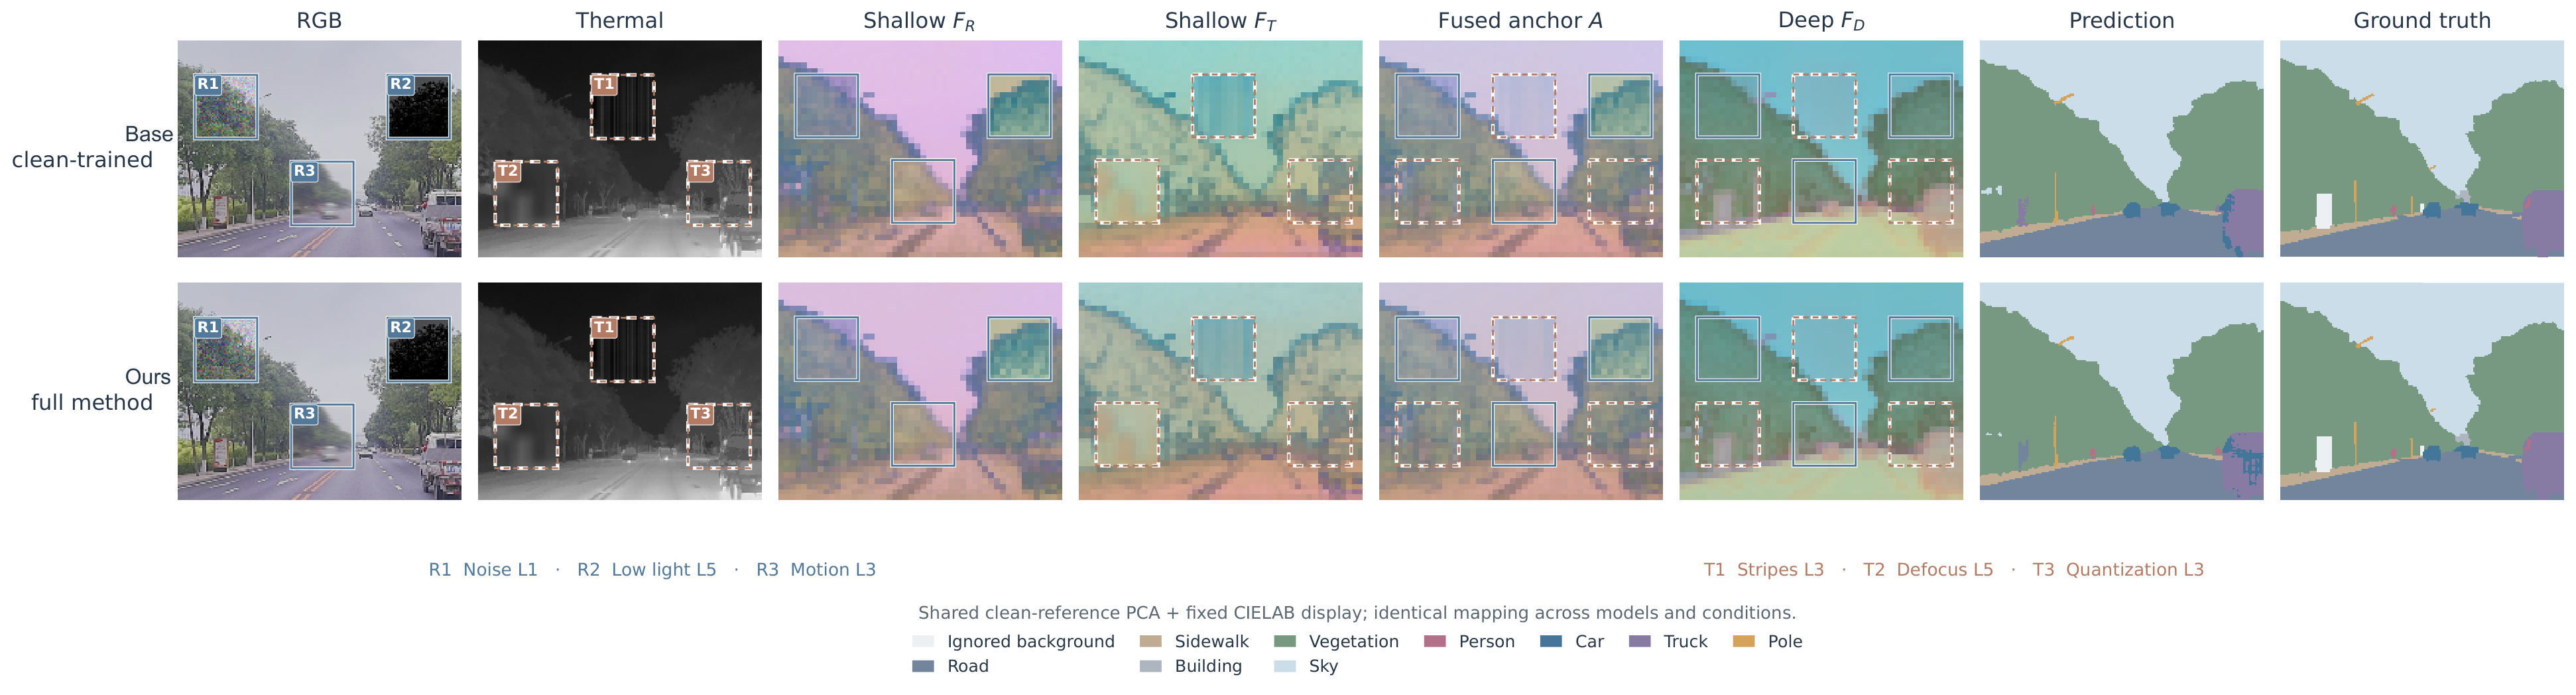 RGB
Thermal
Shallow F_R
Shallow F_T
Fused anchor A
Deep F_D
Prediction
Ground truth
Base
clean-trained
R1
R2
R3
T1
T2
T3
Ours
full method
R1
R2
R3
T1
T2
T3
R1 Noise L1 · R2 Low light L5 · R3 Motion L3
T1 Stripes L3 · T2 Defocus L5 · T3 Quantization L3
Shared clean-reference PCA + fixed CIELAB display; identical mapping across models and conditions.
Ignored background
Sidewalk
Vegetation
Person
Car
Truck
Pole
Road
Building
Sky